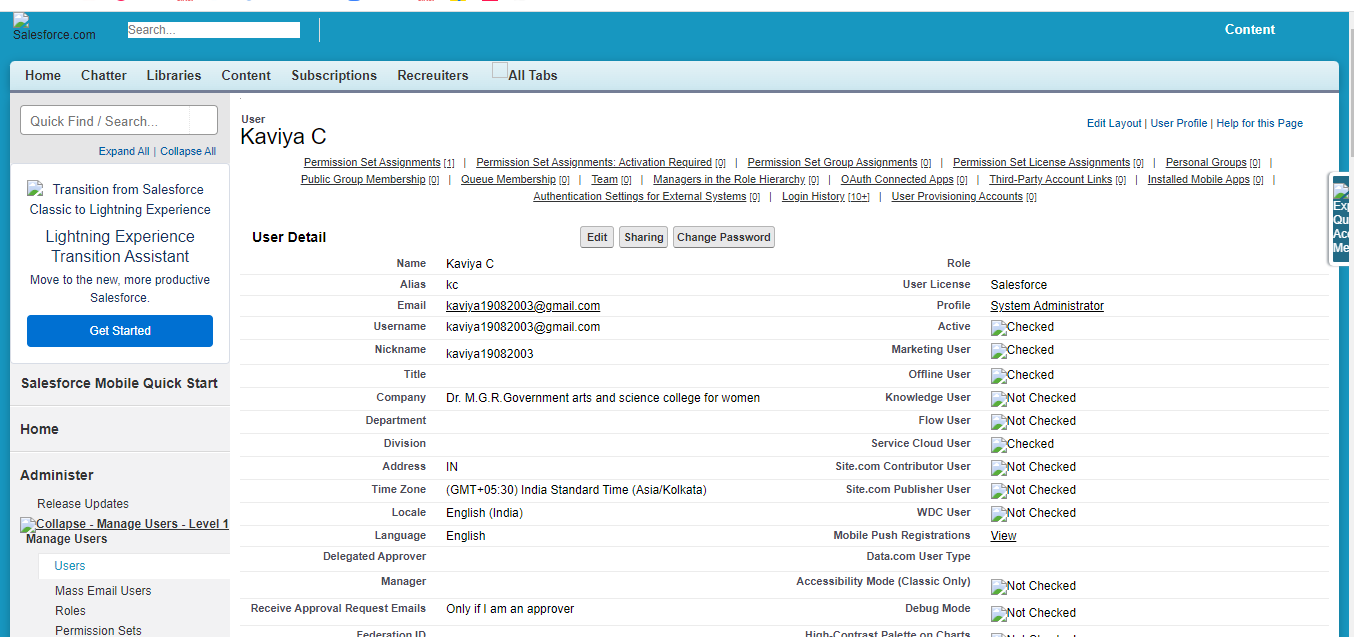 Salesforce.com
Search...
Content
Home Chatter Libraries Content Subscriptions Recreuiters All Tabs
Quick Find / Search...
Expand All | Collapse All
Transition from Salesforce
Classic to Lightning Experience
Lightning Experience
Transition Assistant
Move to the new, more productive
Salesforce.
Get Started
Salesforce Mobile Quick Start
Home
Administer
Release Updates
Collapse - Manage Users - Level 1
Manage Users
Users
Mass Email Users
Roles
Permission Sets
User
Kaviya C
Edit Layout | User Profile | Help for this Page
Permission Set Assignments [1] | Permission Set Assignments: Activation Required [0] | Permission Set Group Assignments [0] | Permission Set License Assignments [0] | Personal Groups [0] |
Public Group Membership [0] | Queue Membership [0] | Team [0] | Managers in the Role Hierarchy [0] | OAuth Connected Apps [0] | Third-Party Account Links [0] | Installed Mobile Apps [0] |
Authentication Settings for External Systems [0] | Login History [10+] | User Provisioning Accounts [0]
User Detail Edit Sharing Change Password
Name Kaviya C Role
Alias kc User License Salesforce
Email kaviya19082003@gmail.com Profile System Administrator
Username kaviya19082003@gmail.com Active Checked
Nickname kaviya19082003 Marketing User Checked
Title Offline User Checked
Company Dr. M.G.R.Government arts and science college for women Knowledge User Not Checked
Department Flow User Not Checked
Division Service Cloud User Checked
Address IN Site.com Contributor User Not Checked
Time Zone (GMT+05:30) India Standard Time (Asia/Kolkata) Site.com Publisher User Not Checked
Locale English (India) WDC User Not Checked
Language English Mobile Push Registrations View
Delegated Approver Data.com User Type
Manager Accessibility Mode (Classic Only) Not Checked
Receive Approval Request Emails Only if I am an approver Debug Mode Not Checked
Federation ID High-Contrast Palette on Charts Not Checked
Exp
Qu
Acc
Me